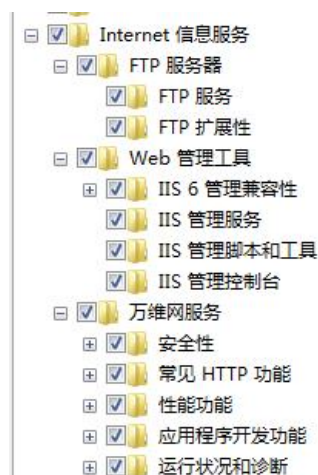 Internet 信息服务
FTP 服务器
FTP 服务
FTP 扩展性
Web 管理工具
IIS 6 管理兼容性
IIS 管理服务
IIS 管理脚本和工具
IIS 管理控制台
万维网服务
安全性
常见 HTTP 功能
性能功能
应用程序开发功能
运行状况和诊断